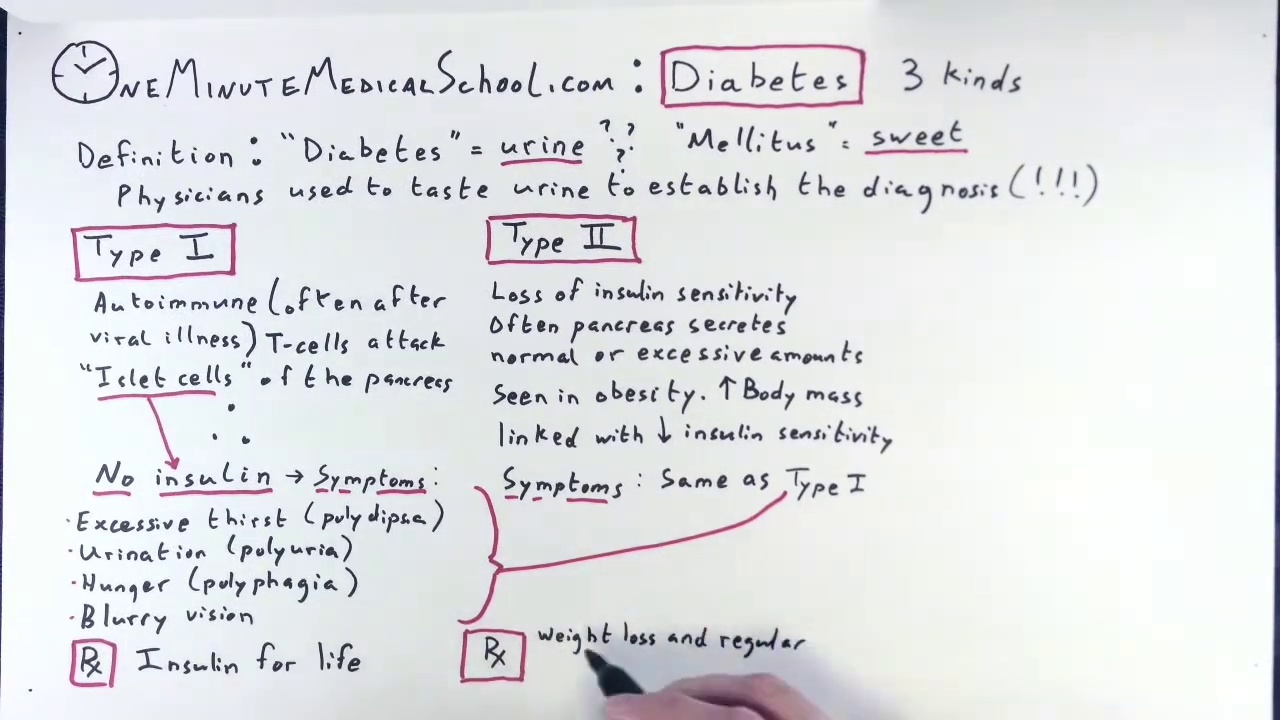 ONEMINUTEMEDICALSCHOOL.COM: Diabetes 3 kinds
Definition: "Diabetes" = urine ??? "Mellitus" = sweet
Physicians used to taste urine to establish the diagnosis (!!!)
Type I
Autoimmune (often after
viral illness) T-cells attack
"Islet cells" of the pancreas
No insulin → Symptoms:
· Excessive thirst (polydipsia)
· Urination (polyuria)
· Hunger (polyphagia)
· Blurry vision
Rx Insulin for life
Type II
Loss of insulin sensitivity
Often pancreas secretes
normal or excessive amounts
Seen in obesity. ↑ Body mass
linked with ↓ insulin sensitivity
Symptoms: Same as Type I
Rx weight loss and regular